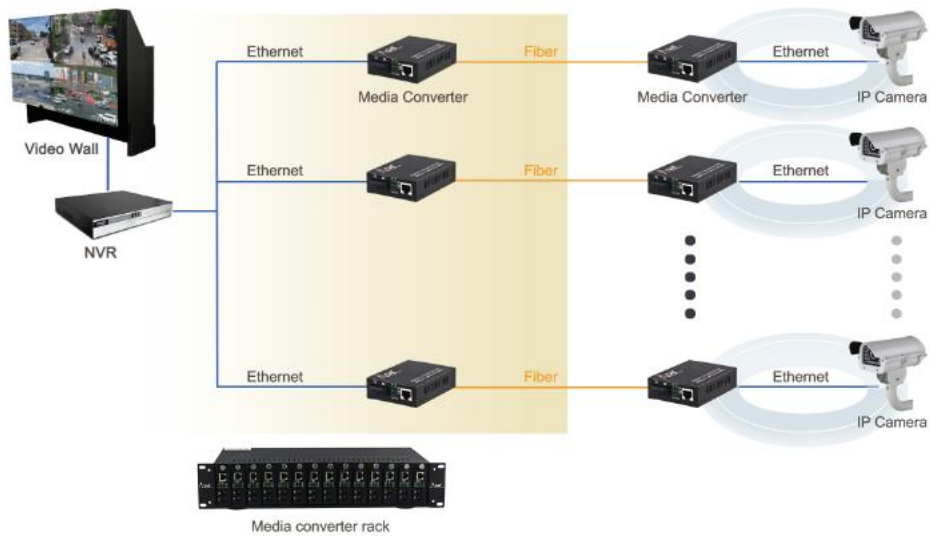 Ethernet
Fiber
Ethernet
Media Converter
Media Converter
IP Camera
Video Wall
Ethernet
Fiber
Ethernet
NVR
IP Camera
Ethernet
Fiber
Ethernet
IP Camera
Media converter rack